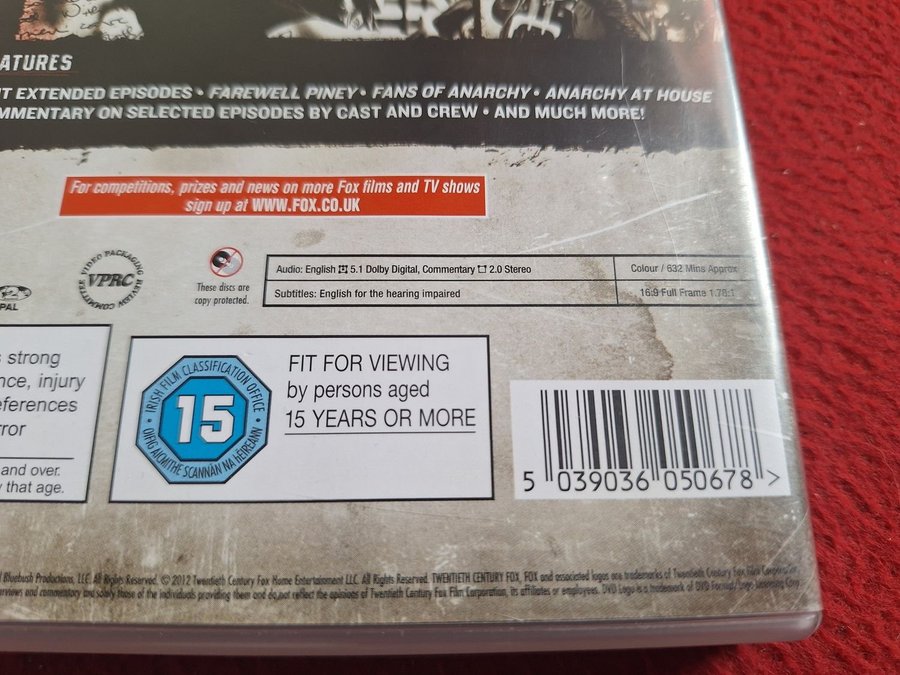 ATURES
T EXTENDED EPISODES • FAREWELL PINEY • FANS OF ANARCHY • ANARCHY AT HOUSE
MMENTARY ON SELECTED EPISODES BY CAST AND CREW • AND MUCH MORE!
For competitions, prizes and news on more Fox films and TV shows
sign up at WWW.FOX.CO.UK
VIDEO PACKAGING REVIEW COMMITTEE
VPRC
PAL
These discs are
copy protected.
Audio: English 5.1 Dolby Digital, Commentary 2.0 Stereo
Colour / 632 Mins Approx
Subtitles: English for the hearing impaired
16:9 Full Frame 1.78:1
s strong
nce, injury
eferences
rror
and over.
y that age.
IRISH FILM CLASSIFICATION OFFICE
15
OIFIG AICMITHE SCANNÁN NA hÉIREANN
FIT FOR VIEWING
by persons aged
15 YEARS OR MORE
5 039036 050678 >
Bluebush Productions, LLC. All Rights Reserved. © 2012 Twentieth Century Fox Home Entertainment LLC. All Rights Reserved. TWENTIETH CENTURY FOX, FOX and associated logos are trademarks of Twentieth Century Fox Film Corporation,
erviews and commentary are solely those of the individuals providing them and do not reflect the opinions of Twentieth Century Fox Film Corporation, its affiliates or employees. DVD Logo is a trademark of DVD Format/Logo Licensing Corp.